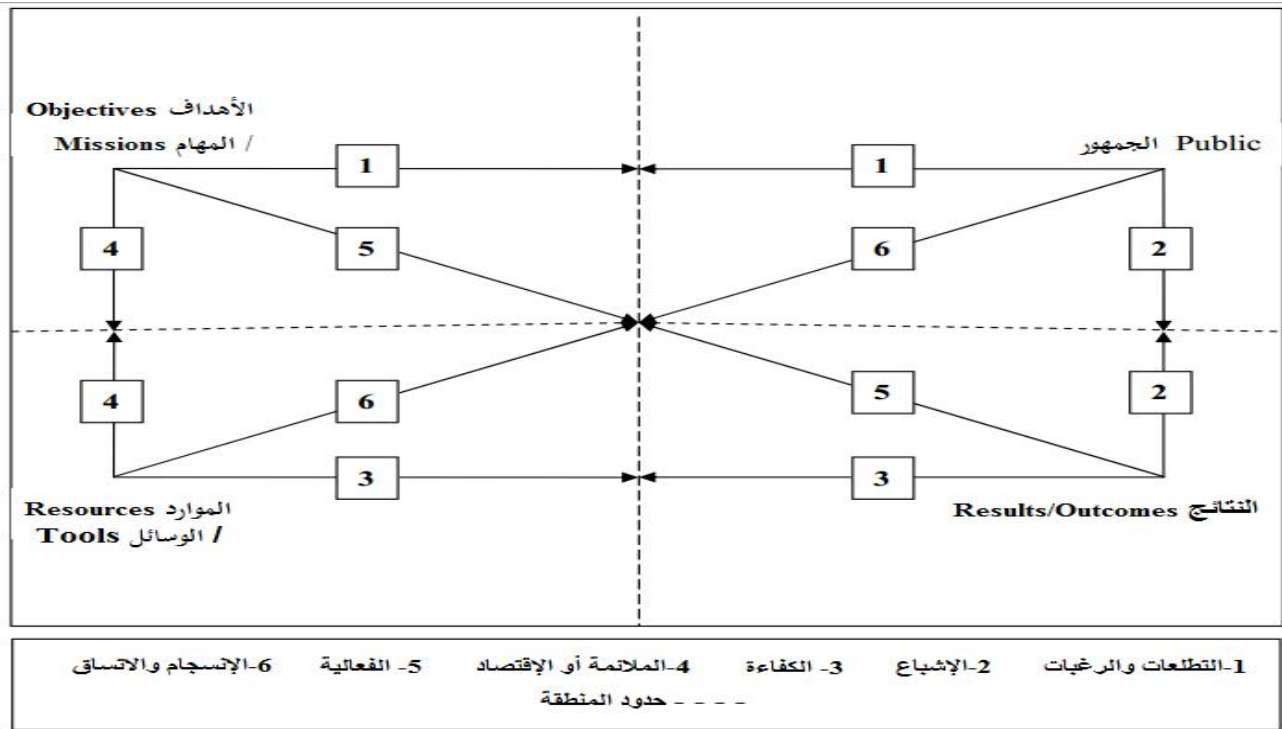 Objectives الأهداف
Missions المهام /
Public الجمهور
1
1
4
5
6
2
4
6
5
2
3
3
Resources الموارد
Tools الوسائل /
Results/Outcomes النتائج
1-التطلعات والرغبات 2-الإشباع 3- الكفاءة 4-الملائمة أو الإقتصاد 5- الفعالية 6-الإنسجام والاتساق
- - - - حدود المنطقة